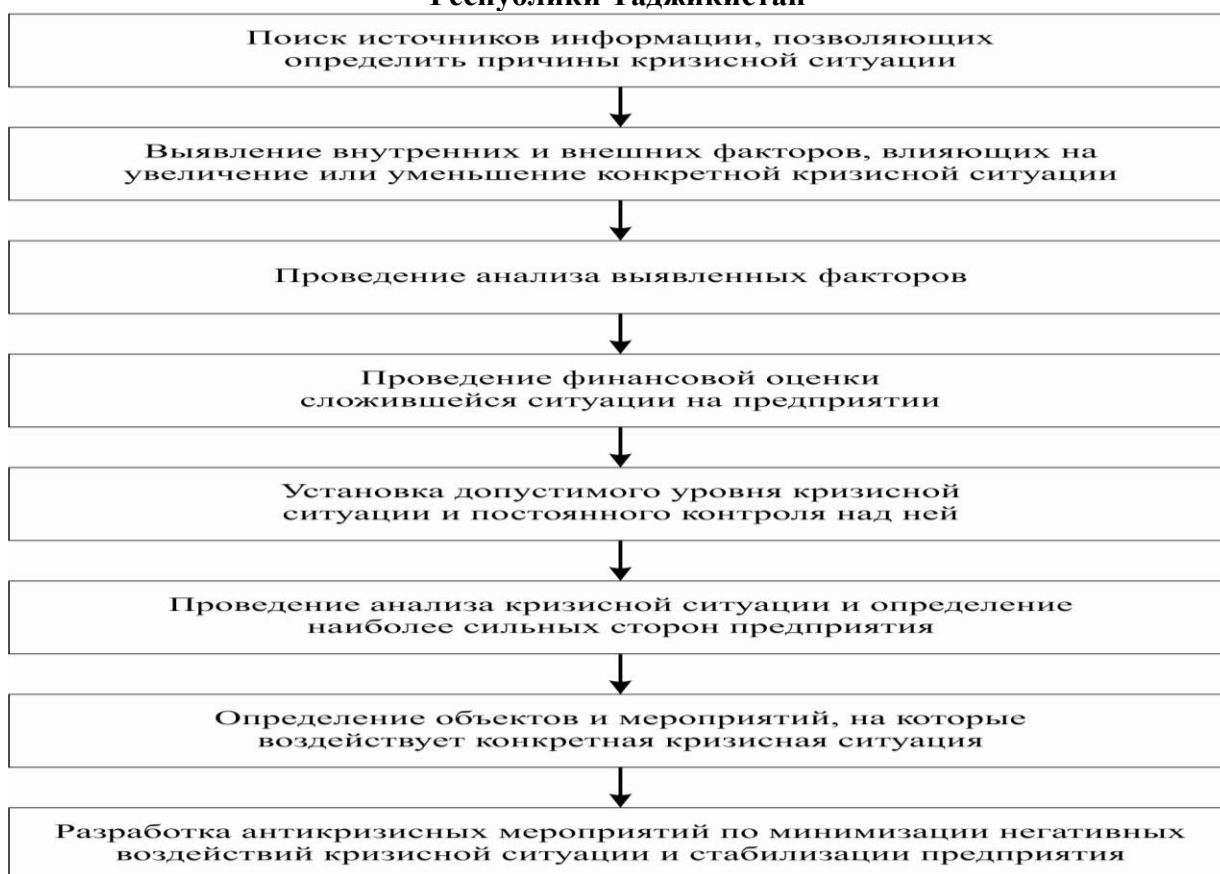 Республики Таджикистан
Поиск источников информации, позволяющих
определить причины кризисной ситуации
Выявление внутренних и внешних факторов, влияющих на
увеличение или уменьшение конкретной кризисной ситуации
Проведение анализа выявленных факторов
Проведение финансовой оценки
сложившейся ситуации на предприятии
Установка допустимого уровня кризисной
ситуации и постоянного контроля над ней
Проведение анализа кризисной ситуации и определение
наиболее сильных сторон предприятия
Определение объектов и мероприятий, на которые
воздействует конкретная кризисная ситуация
Разработка антикризисных мероприятий по минимизации негативных
воздействий кризисной ситуации и стабилизации предприятия